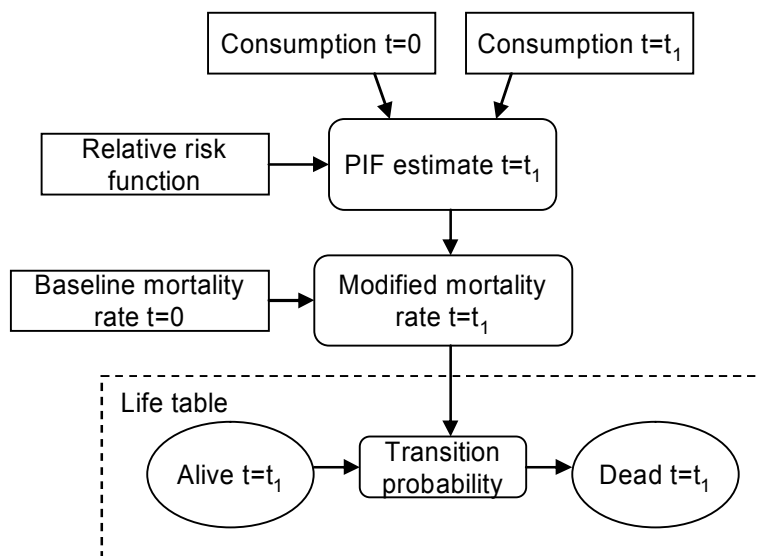 Consumption t=0
Consumption t=t₁
Relative risk
function
PIF estimate t=t₁
Baseline mortality
rate t=0
Modified mortality
rate t=t₁
Life table
Alive t=t₁
Transition
probability
Dead t=t₁